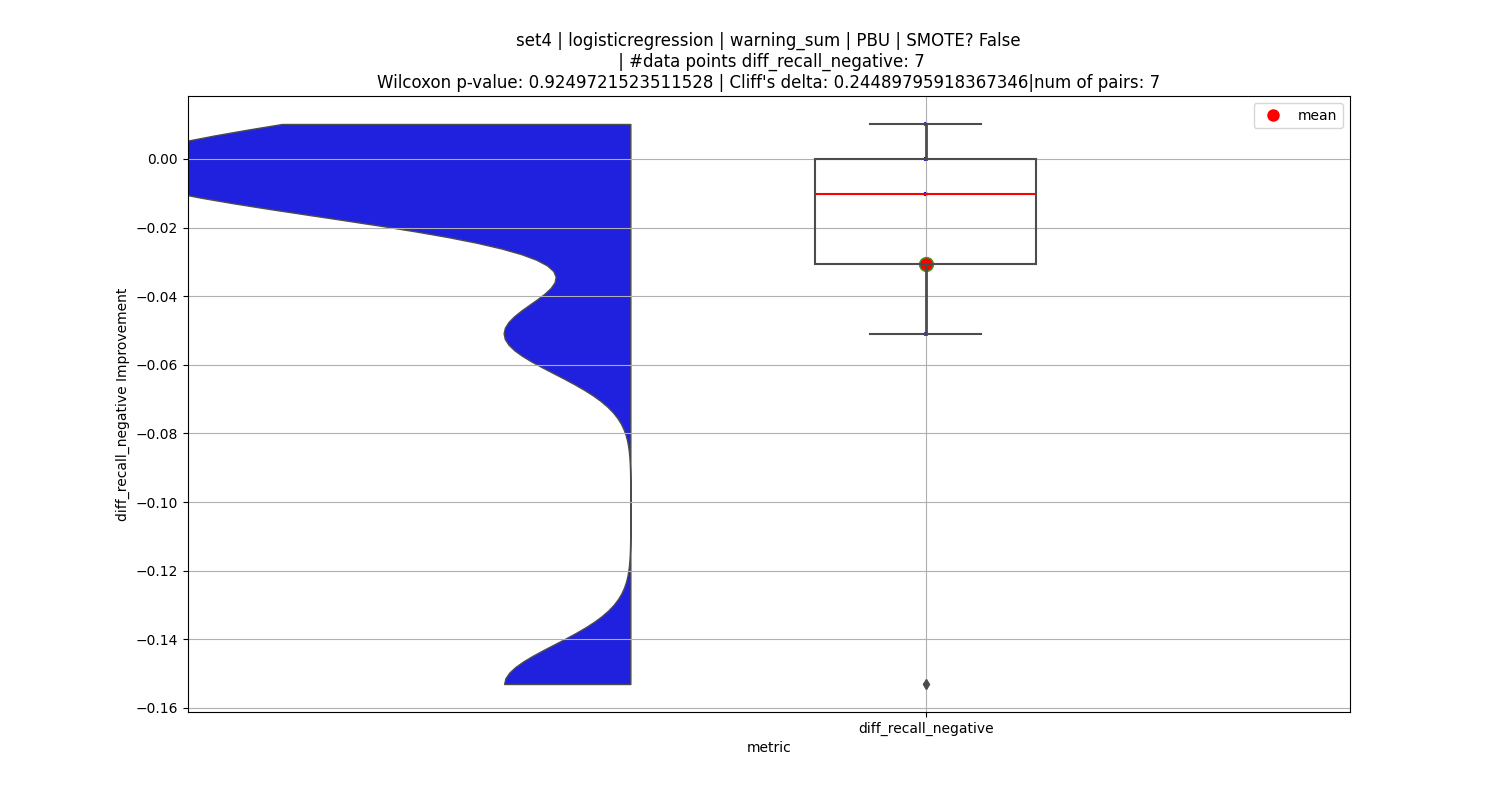 set4 | logisticregression | warning_sum | PBU | SMOTE? False
| #data points diff_recall_negative: 7
Wilcoxon p-value: 0.9249721523511528 | Cliff's delta: 0.24489795918367346|num of pairs: 7
mean
0.00
−0.02
−0.04
−0.06
−0.08
−0.10
−0.12
−0.14
−0.16
diff_recall_negative Improvement
diff_recall_negative
metric